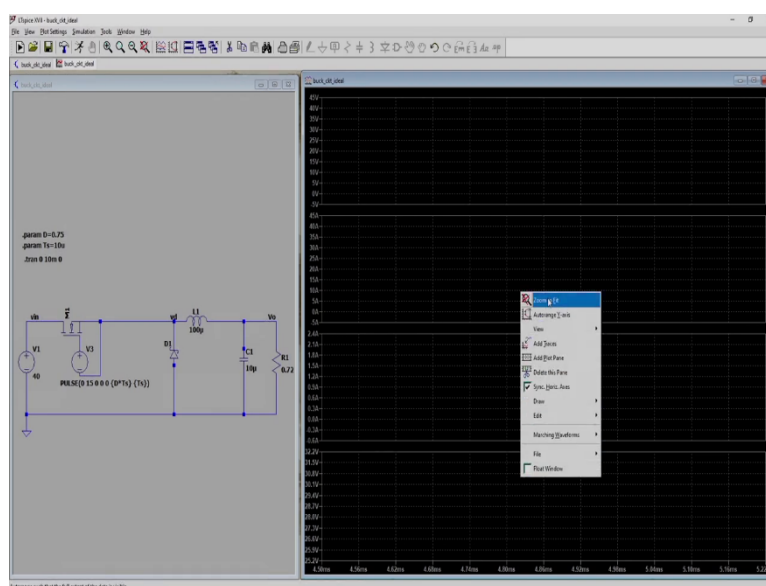 LTspice XVII - buck_ckt_ideal
File View Plot Settings Simulation Tools Window Help
buck_ckt_ideal buck_ckt_ideal
buck_ckt_ideal
.param D=0.75
.param Ts=10u
.tran 0 10m 0
vin
M1
vd
L1
Vo
100µ
V1
V3
D1
C1
R1
40
10µ
0.72
PULSE(0 15 0 0 0 {D*Ts} {Ts})
buck_ckt_ideal
45V
40V
35V
30V
25V
20V
15V
10V
5V
0V
-5V
45A
40A
35A
30A
25A
20A
15A
10A
5A
0A
-5A
2.4A
2.1A
1.8A
1.5A
1.2A
0.9A
0.6A
0.3A
0.0A
-0.3A
-0.6A
32.2V
31.5V
30.8V
30.1V
29.4V
28.7V
28.0V
27.3V
26.6V
25.9V
25.2V
4.50ms 4.56ms 4.62ms 4.68ms 4.74ms 4.80ms 4.86ms 4.92ms 4.98ms 5.04ms 5.10ms 5.16ms 5.22
Zoom to Fit
Autorange Y-axis
View
Add Traces
Add Plot Pane
Delete this Pane
Sync. Horiz. Axes
Draw
Edit
Marching Waveforms
File
Float Window